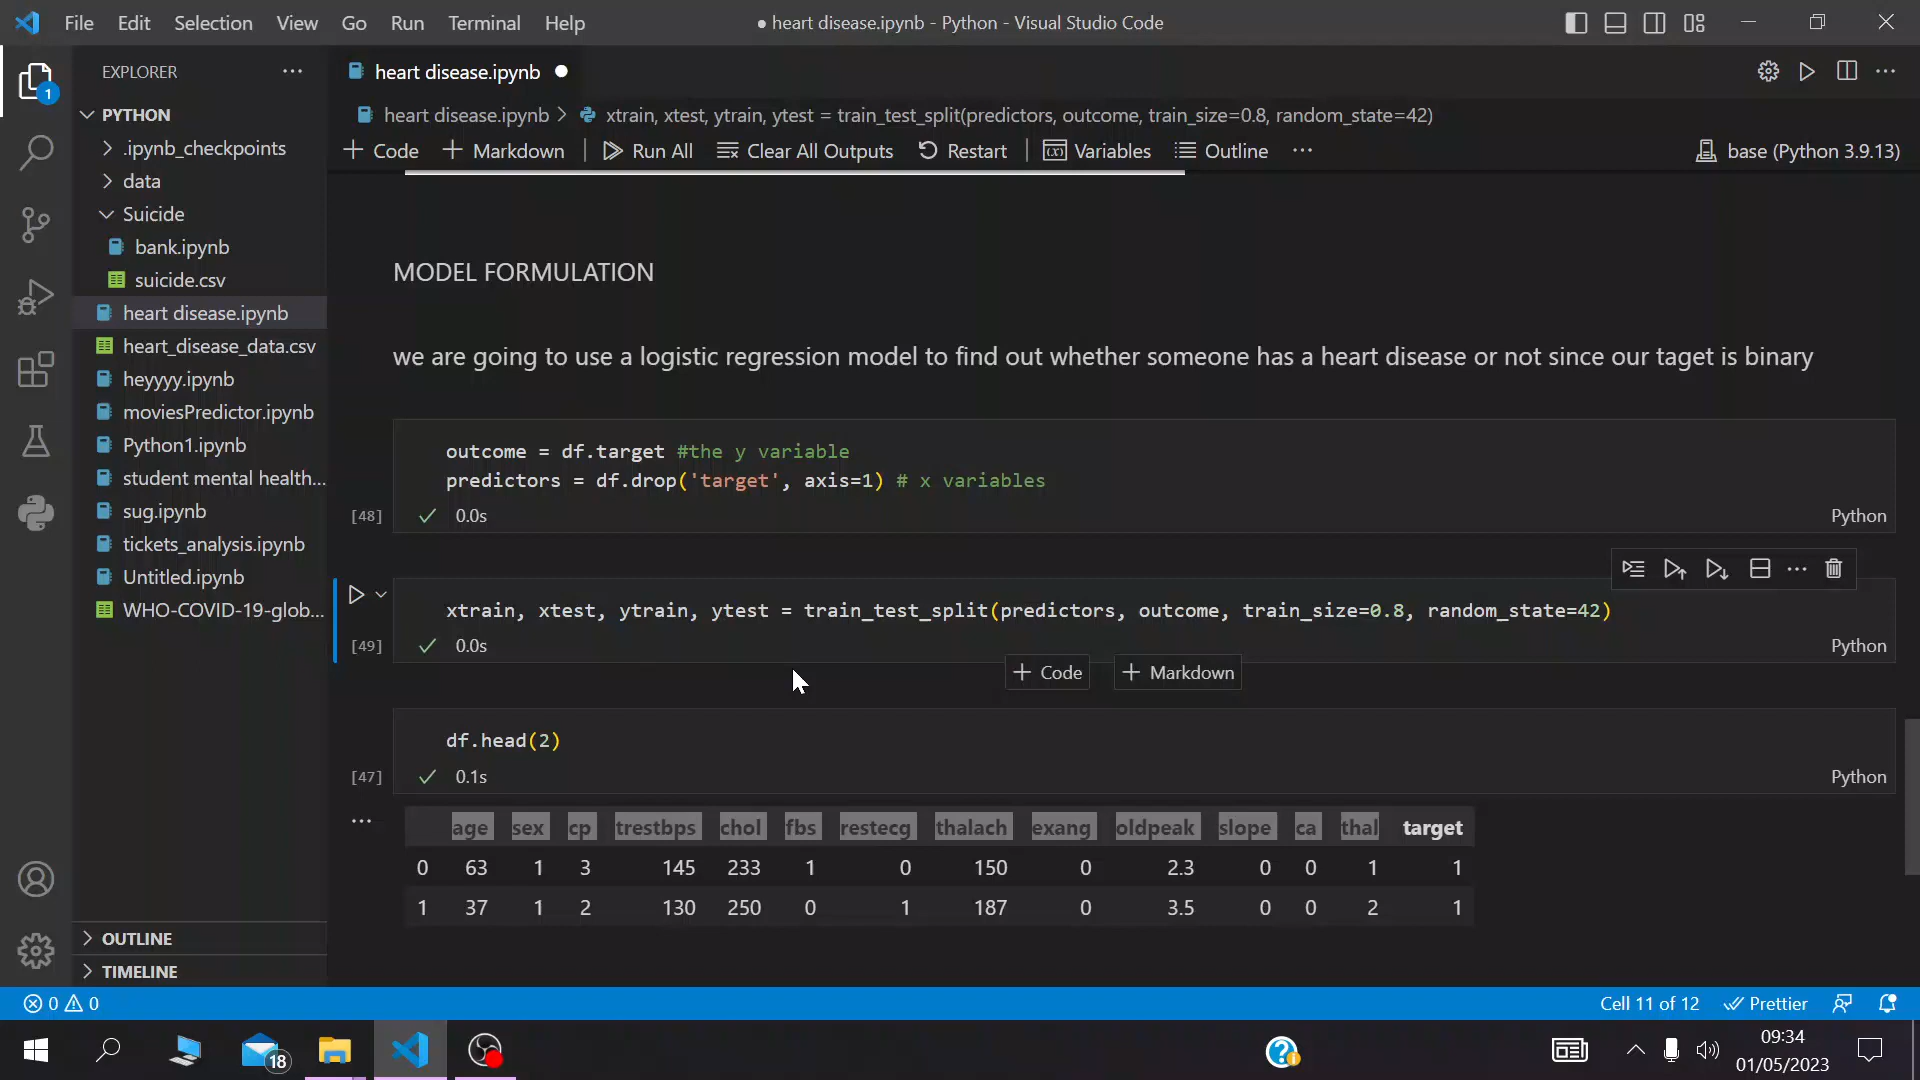 File Edit Selection View Go Run Terminal Help
● heart disease.ipynb - Python - Visual Studio Code
EXPLORER
1
PYTHON
.ipynb_checkpoints
data
Suicide
bank.ipynb
suicide.csv
heart disease.ipynb
heart_disease_data.csv
heyyyy.ipynb
moviesPredictor.ipynb
Python1.ipynb
student mental health...
sug.ipynb
tickets_analysis.ipynb
Untitled.ipynb
WHO-COVID-19-glob...
OUTLINE
TIMELINE
heart disease.ipynb ●
heart disease.ipynb > xtrain, xtest, ytrain, ytest = train_test_split(predictors, outcome, train_size=0.8, random_state=42)
+ Code + Markdown Run All Clear All Outputs Restart Variables Outline ··· base (Python 3.9.13)
MODEL FORMULATION
we are going to use a logistic regression model to find out whether someone has a heart disease or not since our taget is binary
outcome = df.target #the y variable
predictors = df.drop('target', axis=1) # x variables
[48] ✓ 0.0s Python
xtrain, xtest, ytrain, ytest = train_test_split(predictors, outcome, train_size=0.8, random_state=42)
[49] ✓ 0.0s Python
+ Code + Markdown
df.head(2)
[47] ✓ 0.1s Python
age sex cp trestbps chol fbs restecg thalach exang oldpeak slope ca thal target
0 63 1 3 145 233 1 0 150 0 2.3 0 0 1 1
1 37 1 2 130 250 0 1 187 0 3.5 0 0 2 1
0 0 Cell 11 of 12 Prettier
18
09:34
01/05/2023